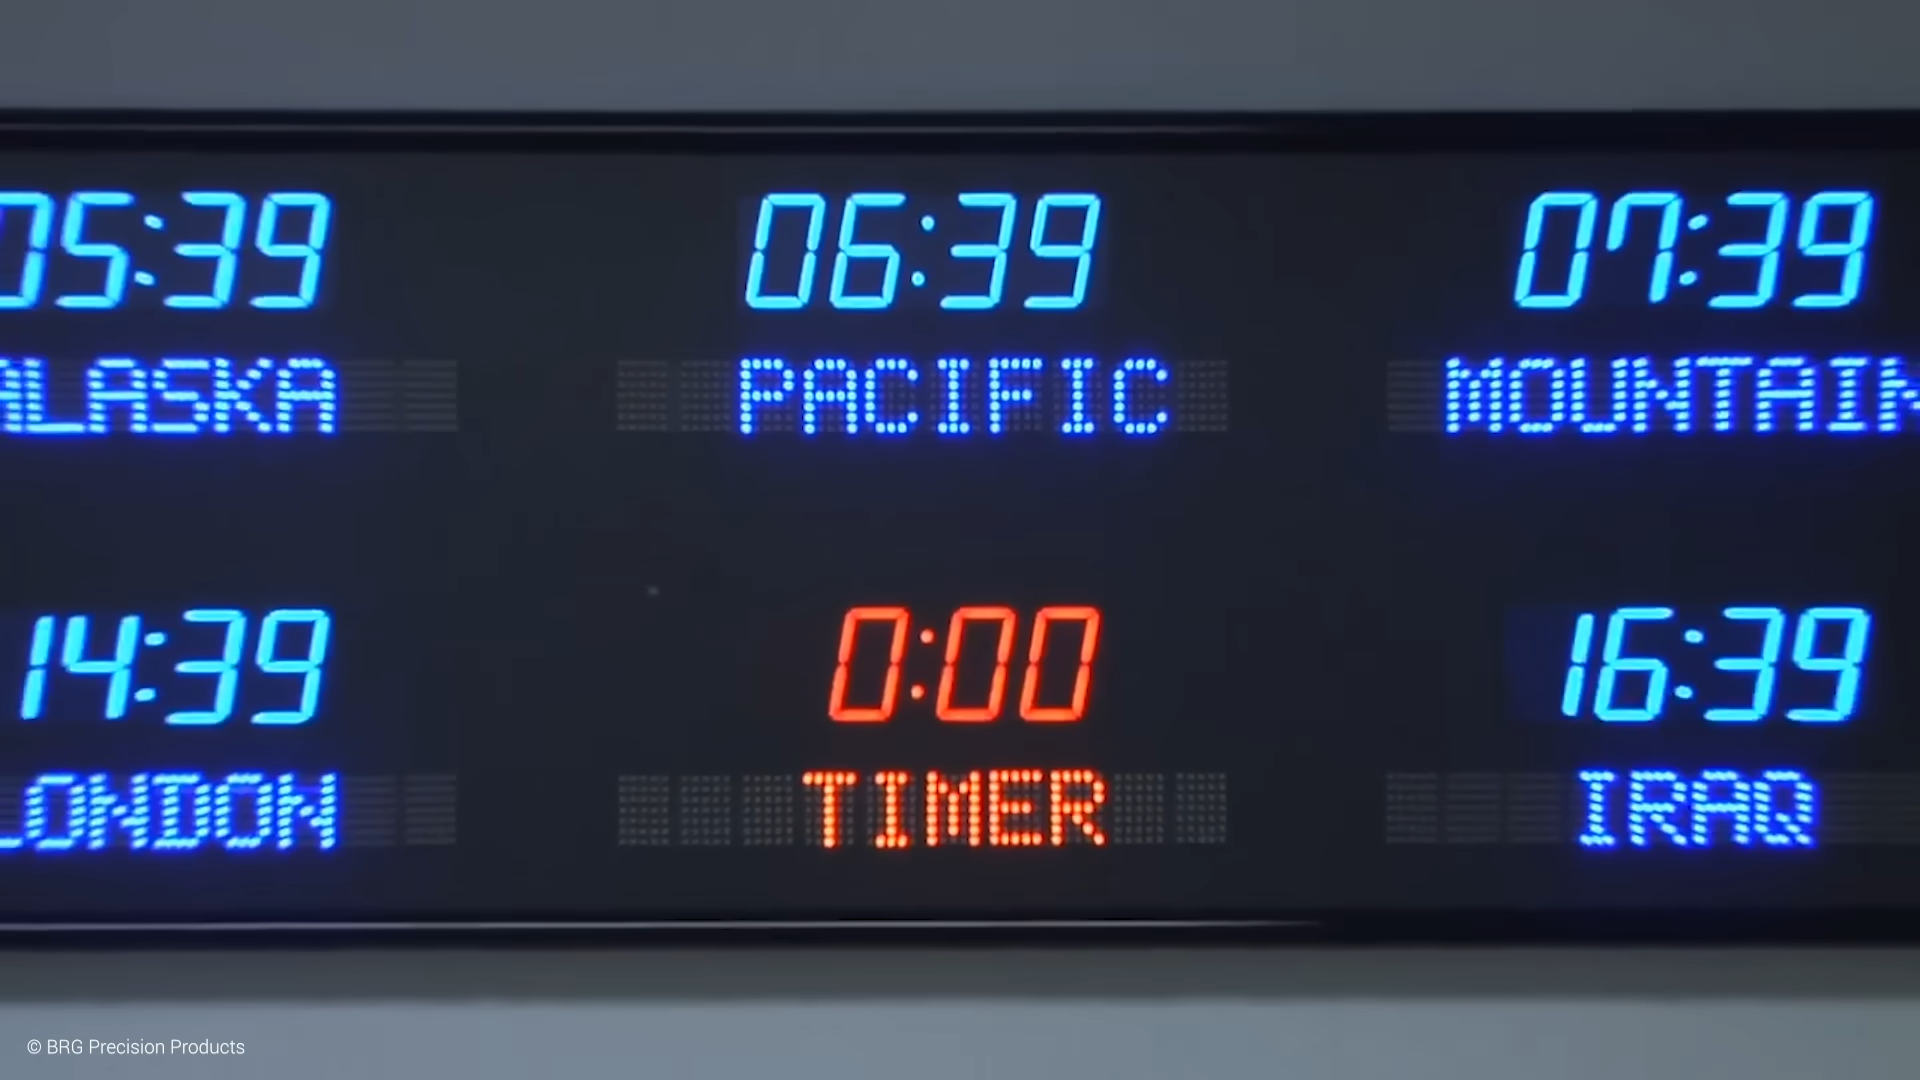 05:39 06:39 07:39
ALASKA PACIFIC MOUNTAIN
14:39 0:00 16:39
LONDON TIMER IRAQ
© BRG Precision Products